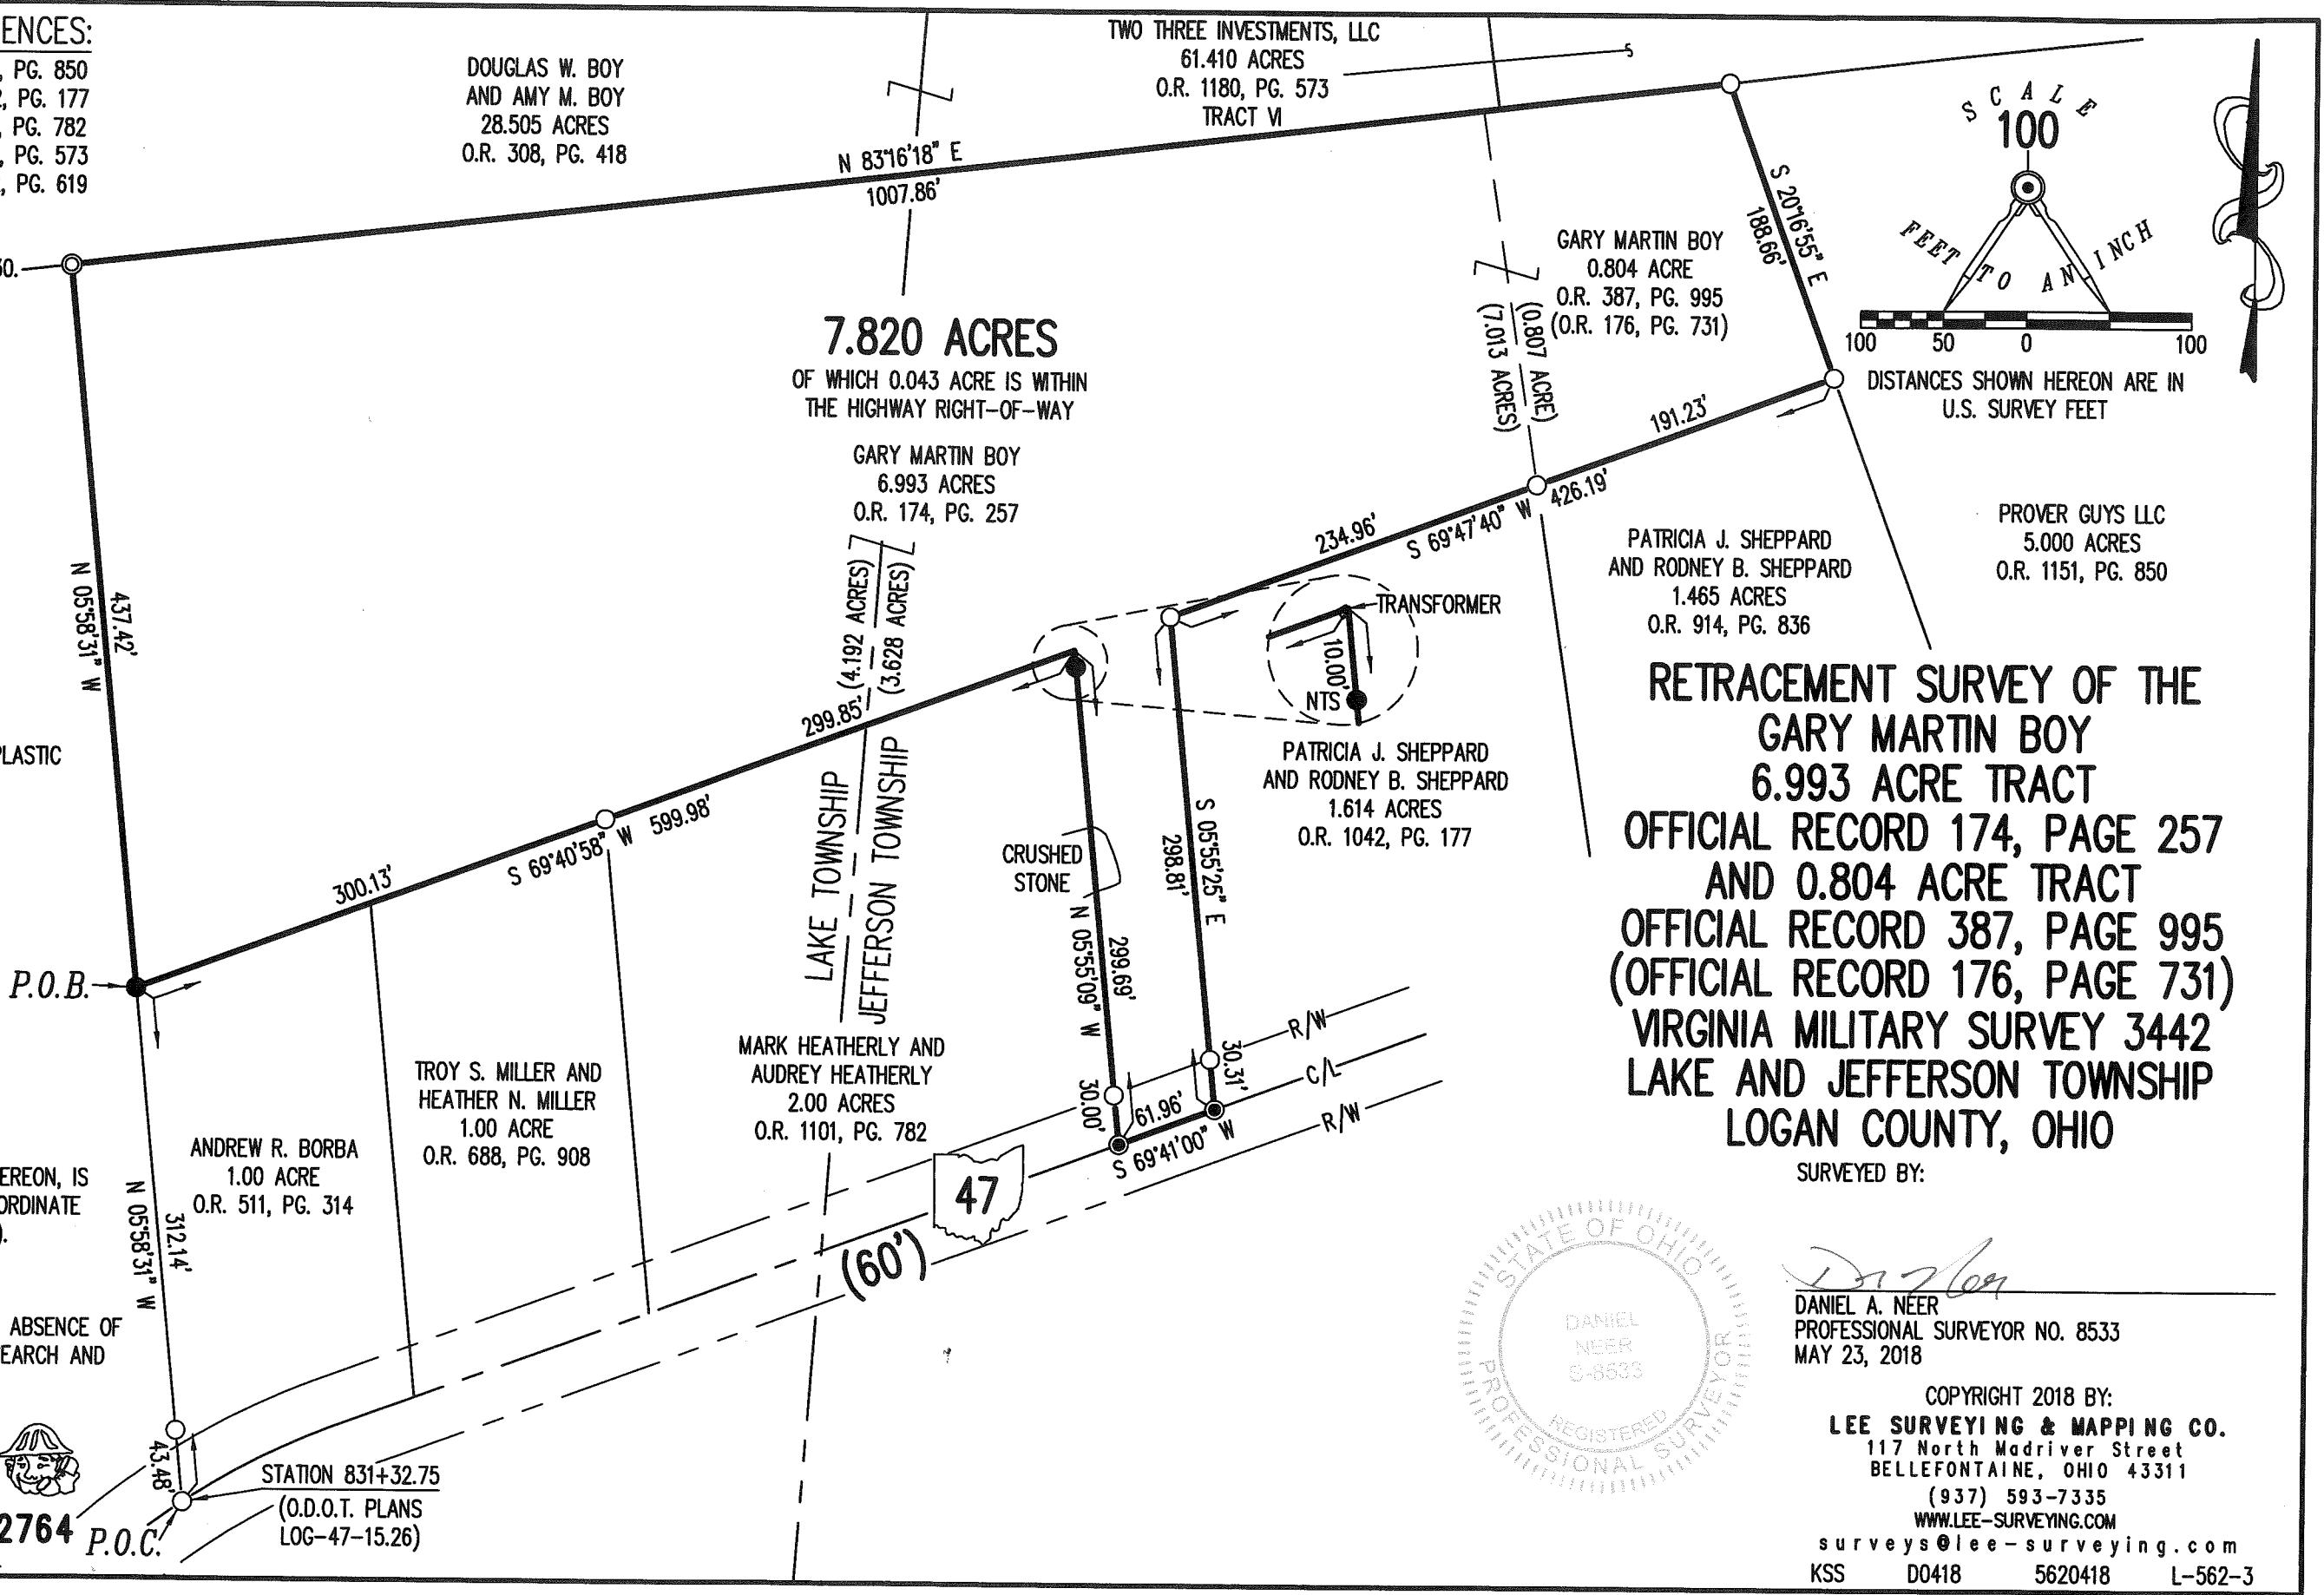 ENCES:
, PG. 850
, PG. 177
, PG. 782
, PG. 573
, PG. 619
DOUGLAS W. BOY
AND AMY M. BOY
28.505 ACRES
O.R. 308, PG. 418
TWO THREE INVESTMENTS, LLC
61.410 ACRES
O.R. 1180, PG. 573
TRACT VI
S
N 83°16'18" E
1007.86'
S 20°16'55" E
188.66'
SCALE
100
FEET TO AN INCH
100 50 0 100
DISTANCES SHOWN HEREON ARE IN
U.S. SURVEY FEET
0.
GARY MARTIN BOY
0.804 ACRE
O.R. 387, PG. 995
(O.R. 176, PG. 731)
(0.807 ACRE)
(7.013 ACRES)
7.820 ACRES
OF WHICH 0.043 ACRE IS WITHIN
THE HIGHWAY RIGHT-OF-WAY
GARY MARTIN BOY
6.993 ACRES
O.R. 174, PG. 257
(4.192 ACRES)
(3.628 ACRES)
191.23'
234.96'
S 69°47'40" W 426.19'
PATRICIA J. SHEPPARD
AND RODNEY B. SHEPPARD
1.465 ACRES
O.R. 914, PG. 836
PROVER GUYS LLC
5.000 ACRES
O.R. 1151, PG. 850
437.42'
N 05°58'31" W
TRANSFORMER
10.00'
NTS
299.85'
PLASTIC
300.13'
S 69°40'58" W 599.98'
LAKE TOWNSHIP
JEFFERSON TOWNSHIP
CRUSHED
STONE
PATRICIA J. SHEPPARD
AND RODNEY B. SHEPPARD
1.614 ACRES
O.R. 1042, PG. 177
S 05°55'25" E
298.81'
299.69'
N 05°55'09" W
P.O.B.
RETRACEMENT SURVEY OF THE
GARY MARTIN BOY
6.993 ACRE TRACT
OFFICIAL RECORD 174, PAGE 257
AND 0.804 ACRE TRACT
OFFICIAL RECORD 387, PAGE 995
(OFFICIAL RECORD 176, PAGE 731)
VIRGINIA MILITARY SURVEY 3442
LAKE AND JEFFERSON TOWNSHIP
LOGAN COUNTY, OHIO
SURVEYED BY:
R/W
C/L
R/W
30.31'
30.00'
61.96'
S 69°41'00" W
MARK HEATHERLY AND
AUDREY HEATHERLY
2.00 ACRES
O.R. 1101, PG. 782
TROY S. MILLER AND
HEATHER N. MILLER
1.00 ACRE
O.R. 688, PG. 908
ANDREW R. BORBA
1.00 ACRE
O.R. 511, PG. 314
EREON, IS
ORDINATE
).
312.14'
N 05°58'31" W
47
(60')
ABSENCE OF
EARCH AND
43.48'
STATION 831+32.75
(O.D.O.T. PLANS
LOG-47-15.26)
2764
P.O.C.
STATE OF OHIO
DANIEL
NEER
S-8533
REGISTERED
PROFESSIONAL SURVEYOR
DANIEL A. NEER
PROFESSIONAL SURVEYOR NO. 8533
MAY 23, 2018
COPYRIGHT 2018 BY:
LEE SURVEYING & MAPPING CO.
117 North Madriver Street
BELLEFONTAINE, OHIO 43311
(937) 593-7335
WWW.LEE-SURVEYING.COM
surveys@lee-surveying.com
KSS D0418 5620418 L-562-3